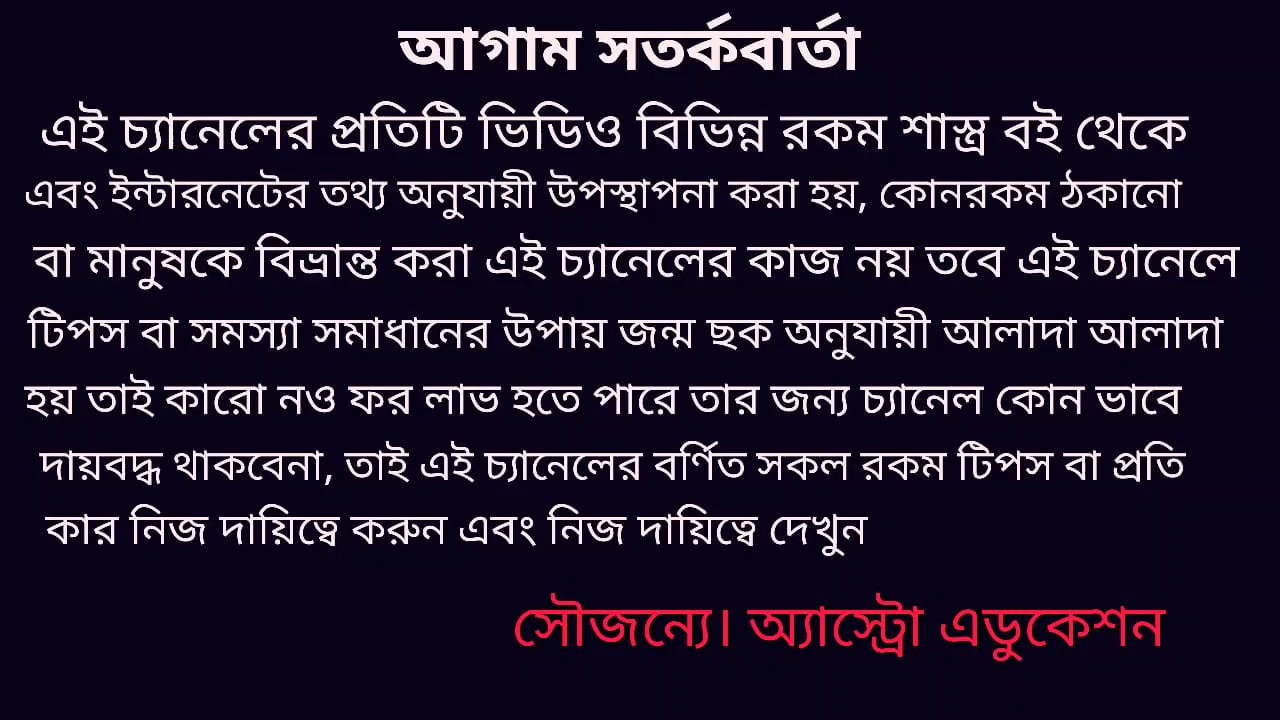 আগাম সতর্কবার্তা
এই চ্যানেলের প্রতিটি ভিডিও বিভিন্ন রকম শাস্ত্র বই থেকে
এবং ইন্টারনেটের তথ্য অনুযায়ী উপস্থাপনা করা হয়, কোনরকম ঠকানো
বা মানুষকে বিভ্রান্ত করা এই চ্যানেলের কাজ নয় তবে এই চ্যানেলে
টিপস বা সমস্যা সমাধানের উপায় জন্ম ছক অনুযায়ী আলাদা আলাদা
হয় তাই কারো নও ফর লাভ হতে পারে তার জন্য চ্যানেল কোন ভাবে
দায়বদ্ধ থাকবেনা, তাই এই চ্যানেলের বর্ণিত সকল রকম টিপস বা প্রতি
কার নিজ দায়িত্বে করুন এবং নিজ দায়িত্বে দেখুন
সৌজন্যে। অ্যাস্ট্রো এডুকেশন